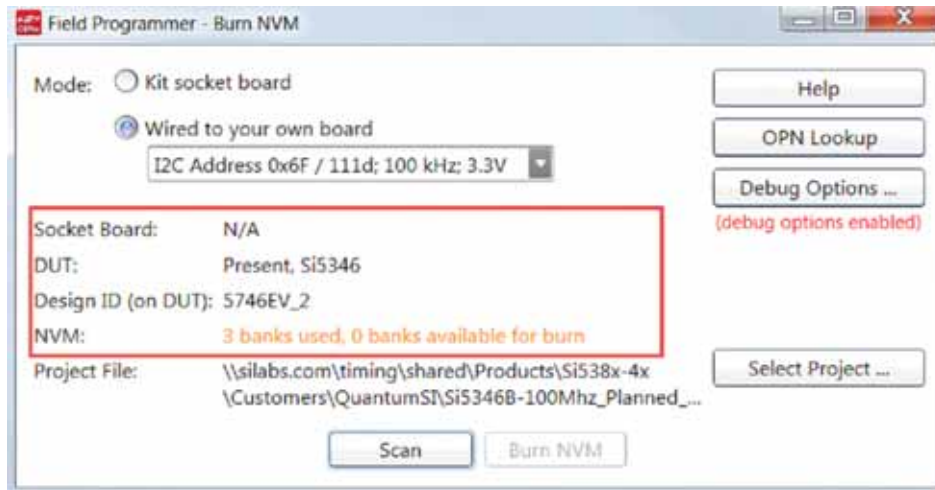 Field Programmer - Burn NVM
Mode: Kit socket board
Help
Wired to your own board
OPN Lookup
I2C Address 0x6F / 111d; 100 kHz; 3.3V
Debug Options ...
(debug options enabled)
Socket Board: N/A
DUT: Present, Si5346
Design ID (on DUT): 5746EV_2
NVM: 3 banks used, 0 banks available for burn
Project File: \\silabs.com\timing\shared\Products\Si538x-4x
Select Project ...
\Customers\QuantumSI\Si5346B-100Mhz_Planned_...
Scan
Burn NVM